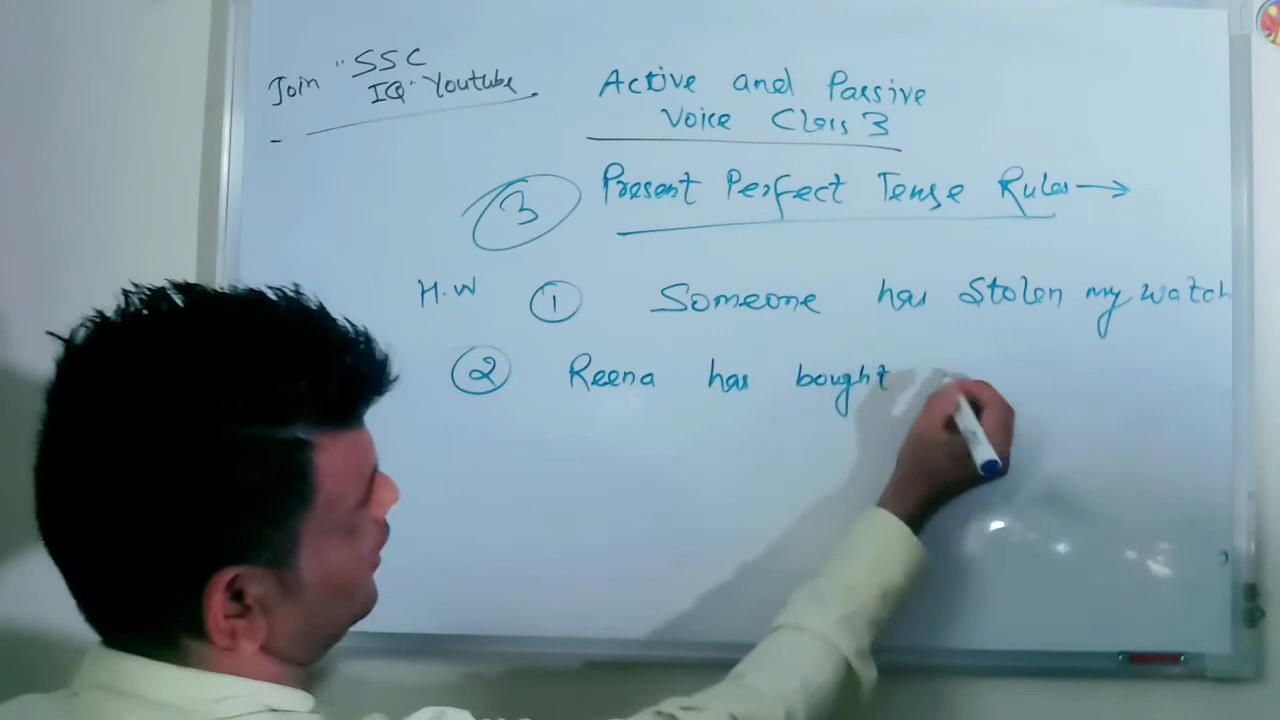 Join "SSC
IQ" Youtube
Active and Passive
Voice Class 3
3 Present Perfect Tense Rules →
H.W 1 Someone has Stolen my watch
2 Reena has bought